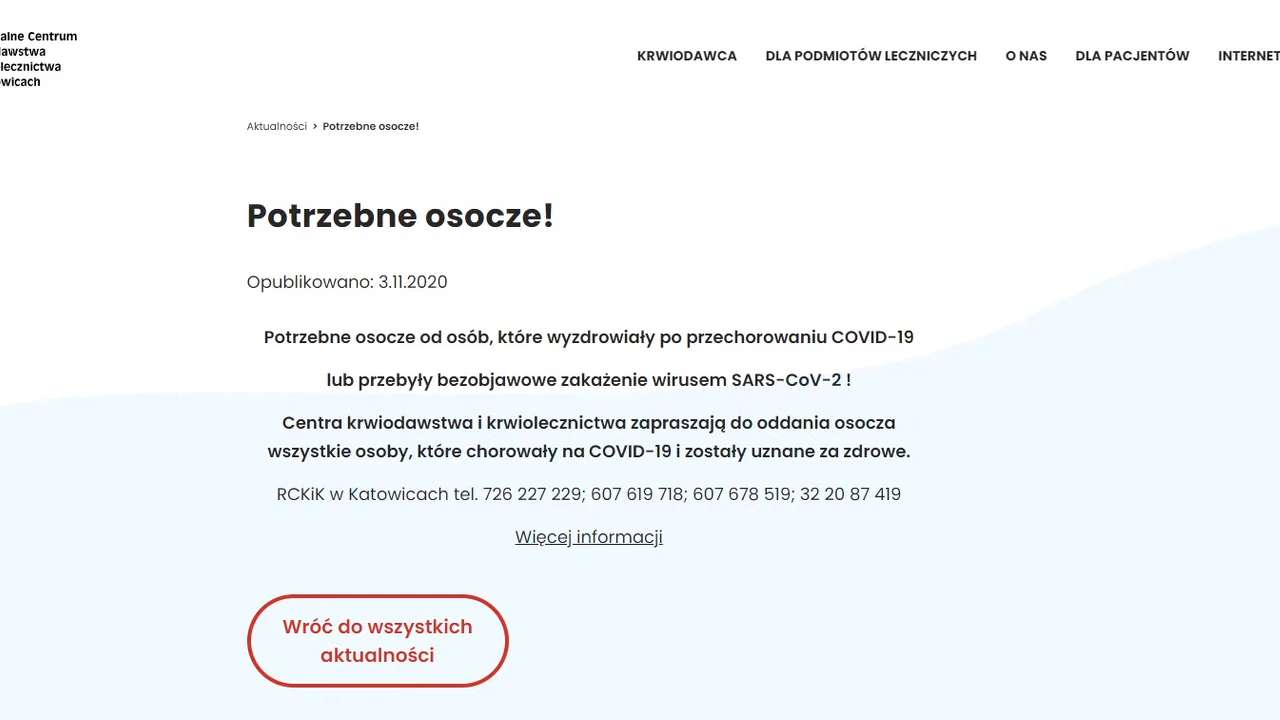 alne Centrum
lecznictwa
KRWIODAWCA DLA PODMIOTÓW LECZNICZYCH O NAS DLA PACJENTÓW INTERNET
Aktualności > Potrzebne osocze!
Potrzebne osocze!
Opublikowano: 3.11.2020
Potrzebne osocze od osób, które wyzdrowiały po przechorowaniu COVID-19
lub przebyły bezobjawowe zakażenie wirusem SARS-CoV-2 !
Centra krwiodawstwa i krwiolecznictwa zapraszają do oddania osocza
wszystkie osoby, które chorowały na COVID-19 i zostały uznane za zdrowe.
RCKiK w Katowicach tel. 726 227 229; 607 619 718; 607 678 519; 32 20 87 419
Więcej informacji
Wróć do wszystkich
aktualności